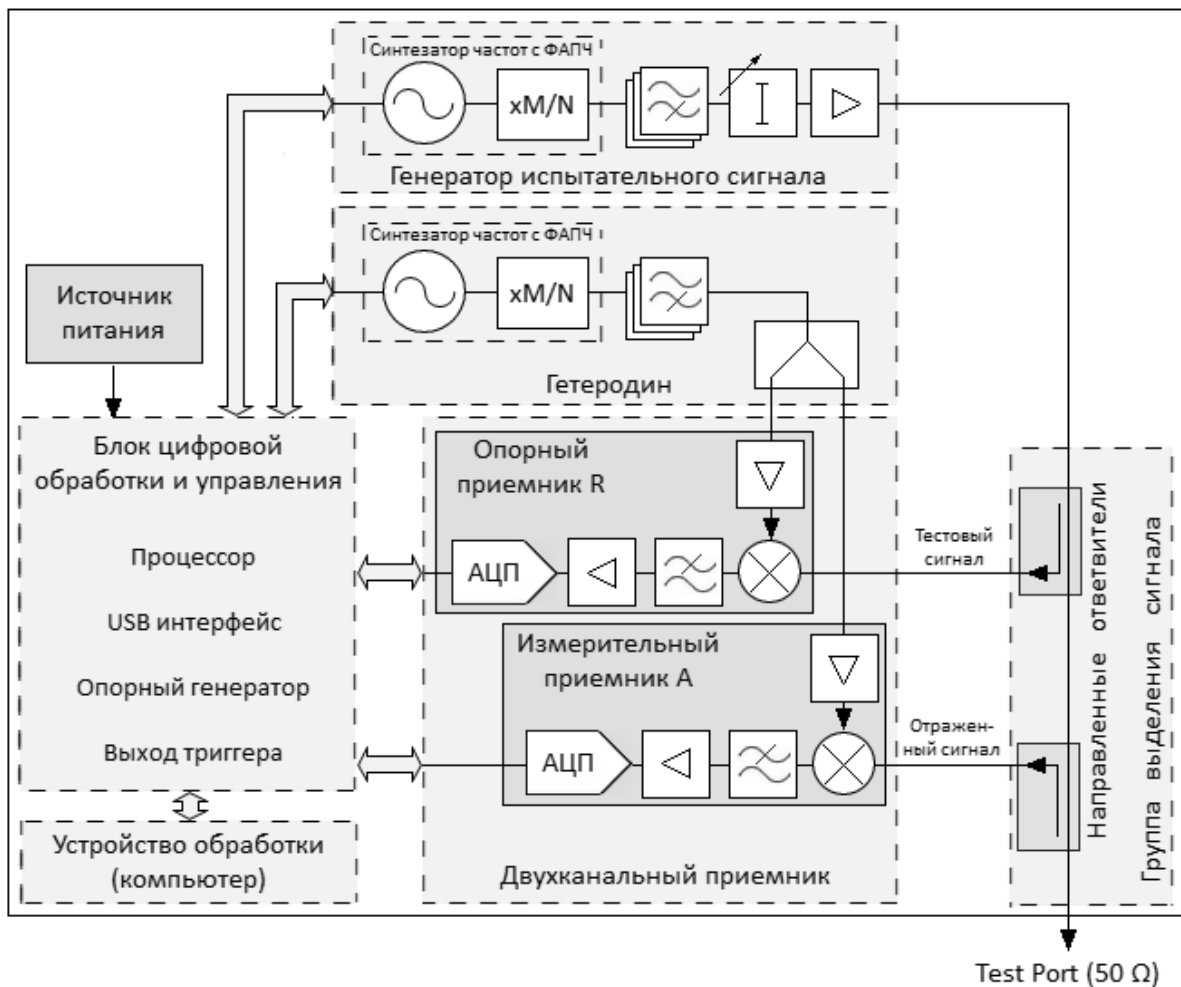 Синтезатор частот с ФАПЧ
xM/N
Генератор испытательного сигнала
Синтезатор частот с ФАПЧ
xM/N
Гетеродин
Источник
питания
Блок цифровой
обработки и управления
Процессор
USB интерфейс
Опорный генератор
Выход триггера
Устройство обработки
(компьютер)
Опорный
приемник R
АЦП
Измерительный
приемник A
АЦП
Двухканальный приемник
Тестовый
сигнал
Отражен-
ный сигнал
Направленные ответвители
Группа выделения сигнала
Test Port (50 Ω)